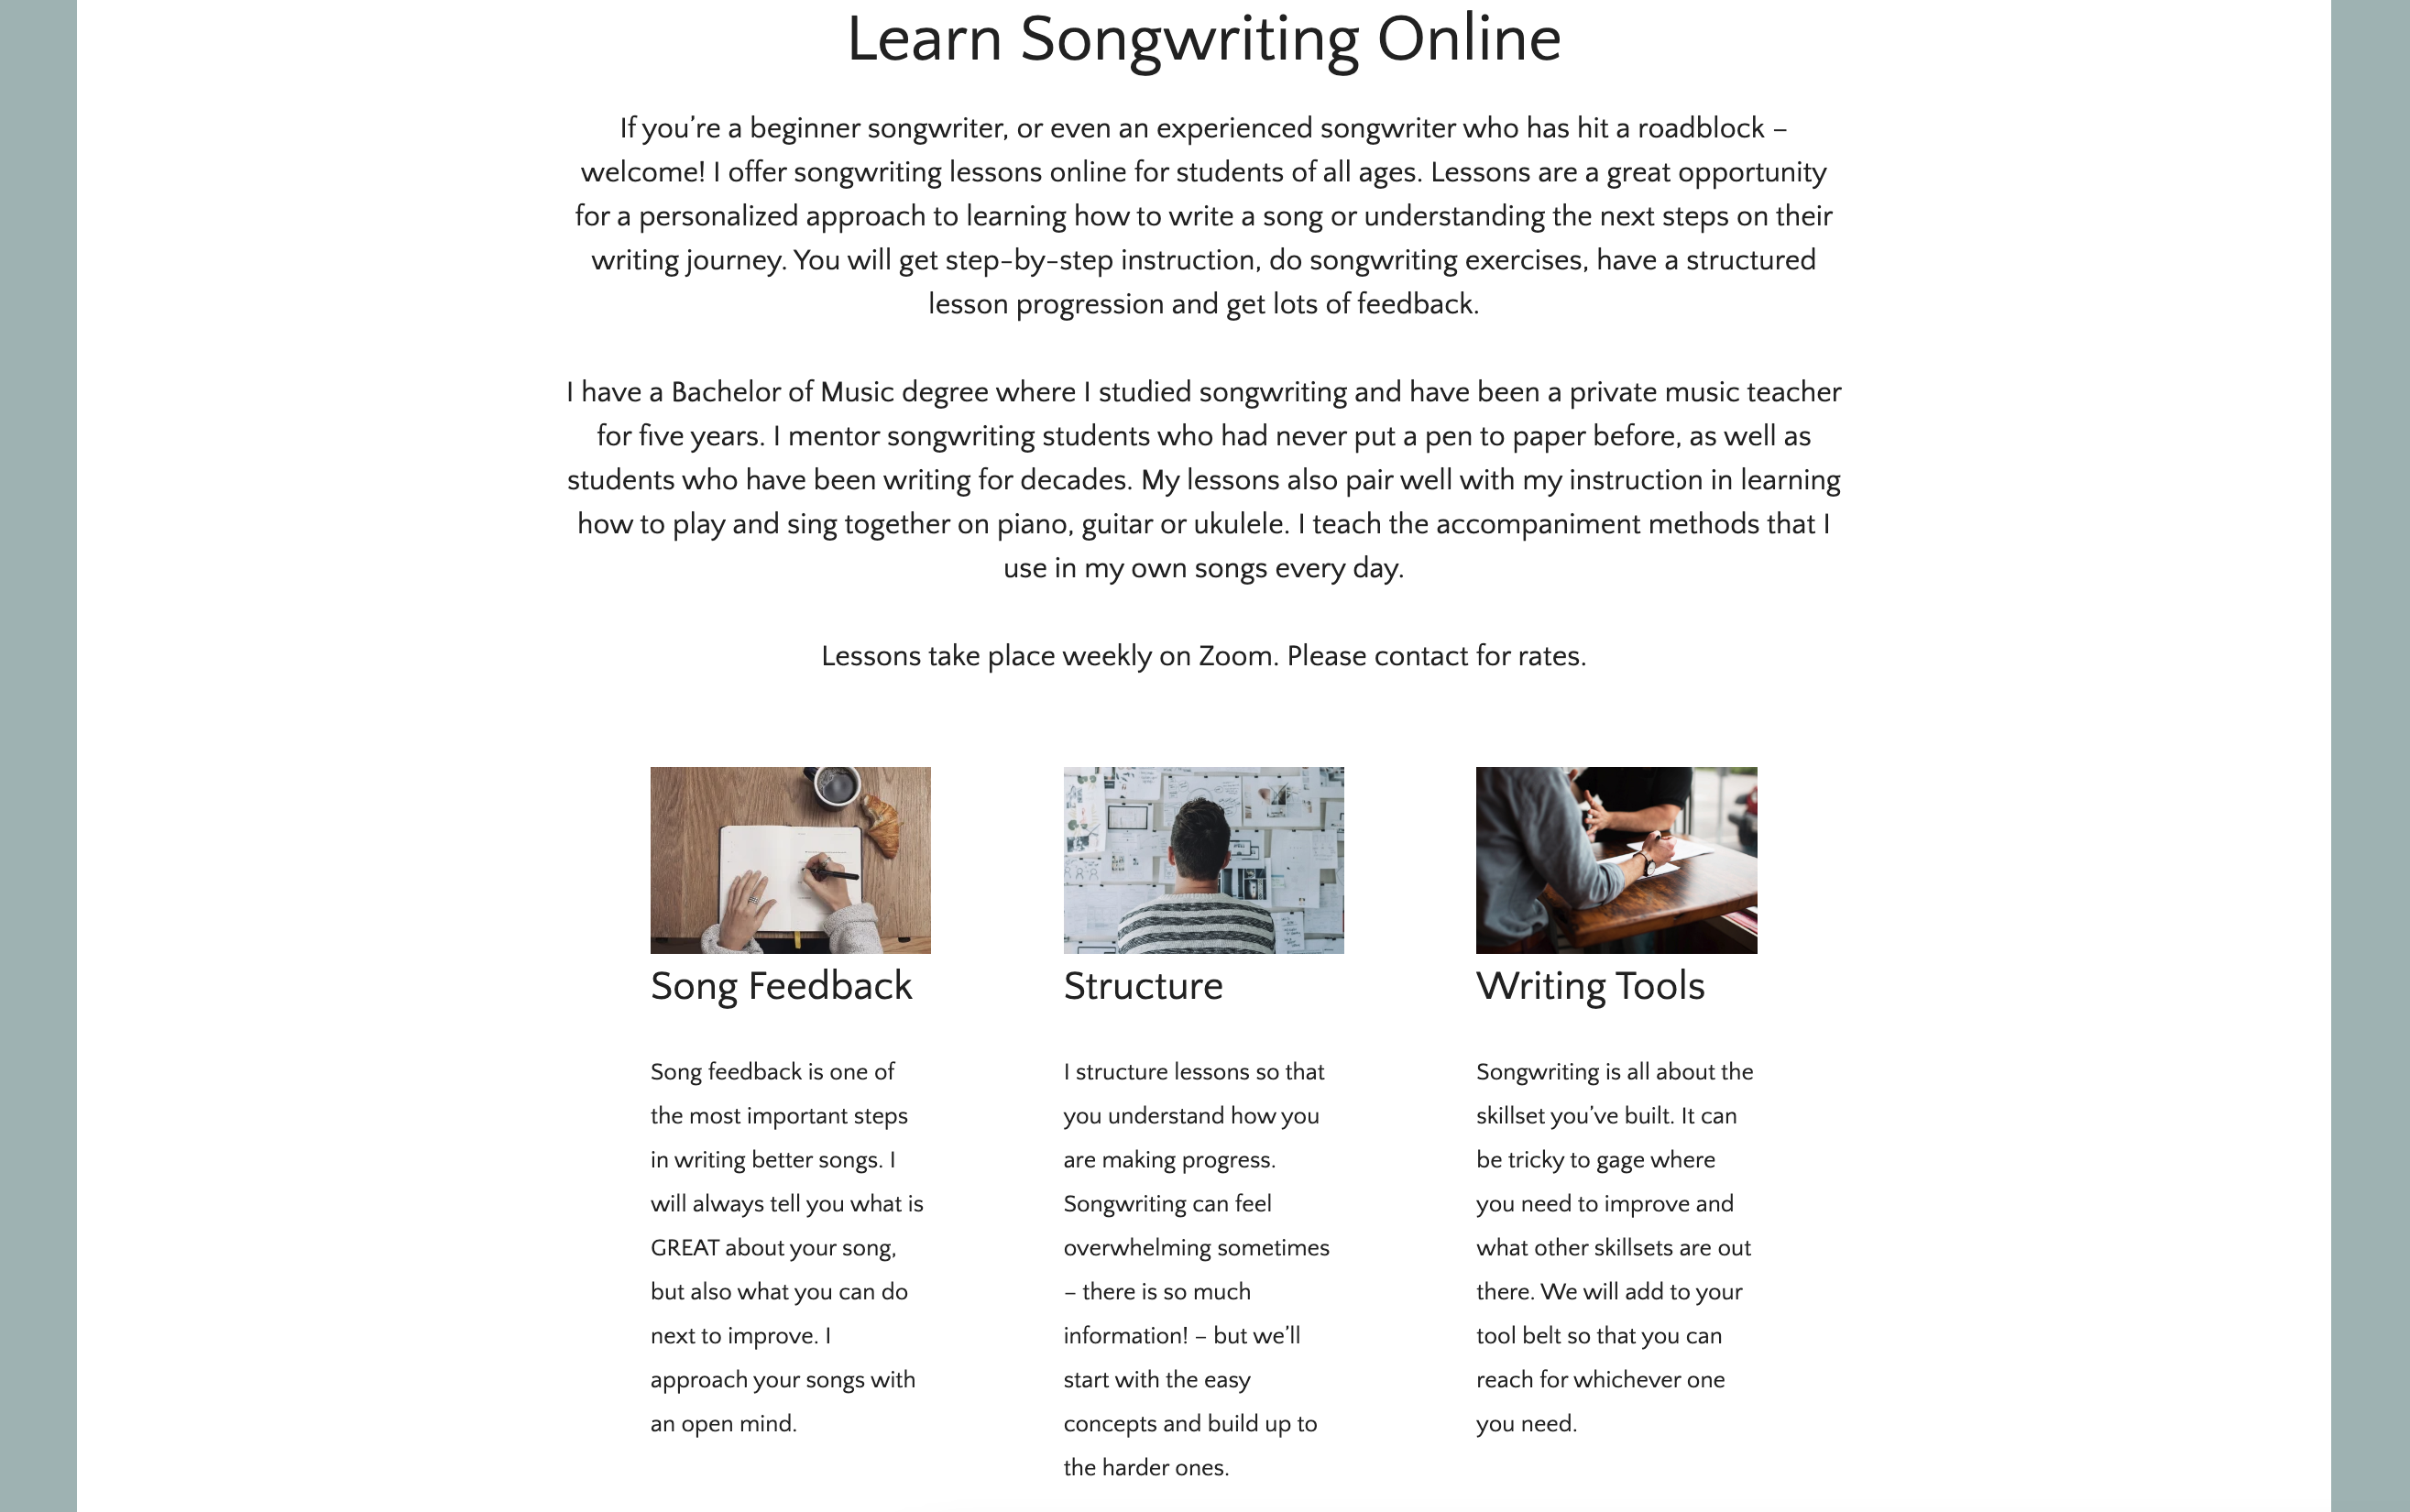 Learn Songwriting Online
If you’re a beginner songwriter, or even an experienced songwriter who has hit a roadblock –
welcome! I offer songwriting lessons online for students of all ages. Lessons are a great opportunity
for a personalized approach to learning how to write a song or understanding the next steps on their
writing journey. You will get step-by-step instruction, do songwriting exercises, have a structured
lesson progression and get lots of feedback.
I have a Bachelor of Music degree where I studied songwriting and have been a private music teacher
for five years. I mentor songwriting students who had never put a pen to paper before, as well as
students who have been writing for decades. My lessons also pair well with my instruction in learning
how to play and sing together on piano, guitar or ukulele. I teach the accompaniment methods that I
use in my own songs every day.
Lessons take place weekly on Zoom. Please contact for rates.
Song Feedback
Song feedback is one of
the most important steps
in writing better songs. I
will always tell you what is
GREAT about your song,
but also what you can do
next to improve. I
approach your songs with
an open mind.
Structure
I structure lessons so that
you understand how you
are making progress.
Songwriting can feel
overwhelming sometimes
– there is so much
information! – but we’ll
start with the easy
concepts and build up to
the harder ones.
Writing Tools
Songwriting is all about the
skillset you’ve built. It can
be tricky to gage where
you need to improve and
what other skillsets are out
there. We will add to your
tool belt so that you can
reach for whichever one
you need.